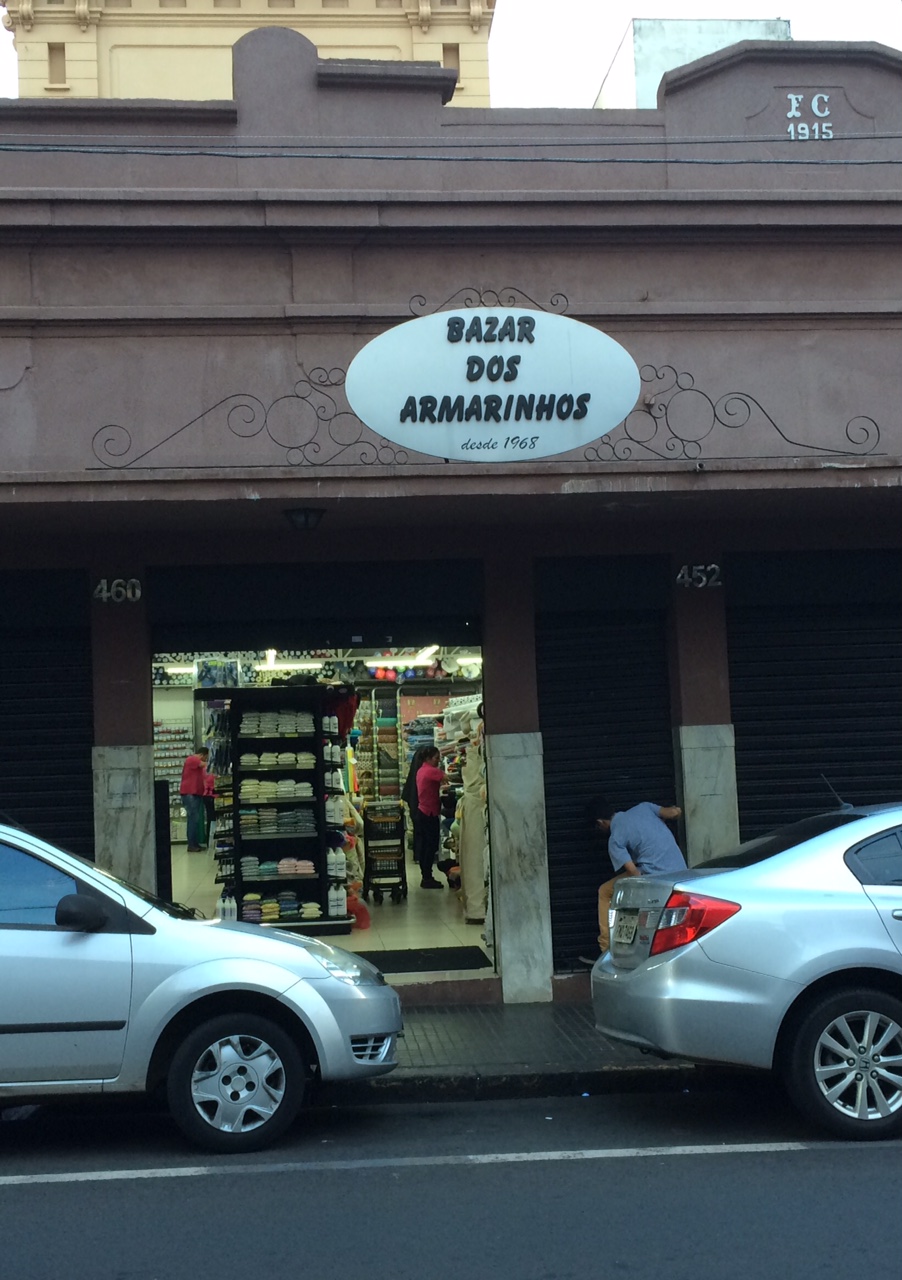 FC
1915
BAZAR
DOS
ARMARINHOS
desde 1968
460
452